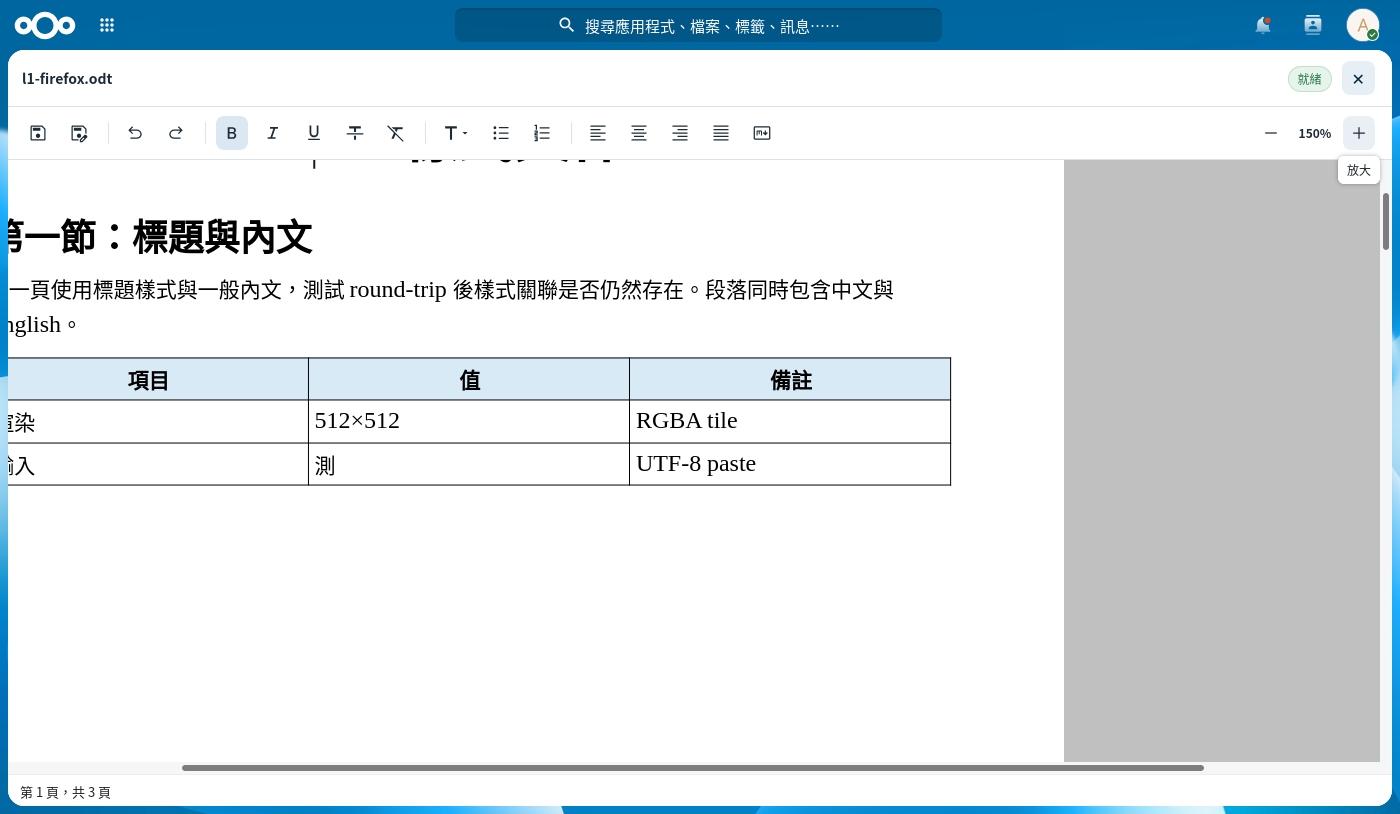 搜尋應用程式、檔案、標籤、訊息……
A
l1-firefox.odt
就緒
150%
放大
第一節：標題與內文
一頁使用標題樣式與一般內文，測試 round-trip 後樣式關聯是否仍然存在。段落同時包含中文與
nglish。
項目 值 備註
渲染 512×512 RGBA tile
輸入 測 UTF-8 paste
第 1 頁，共 3 頁